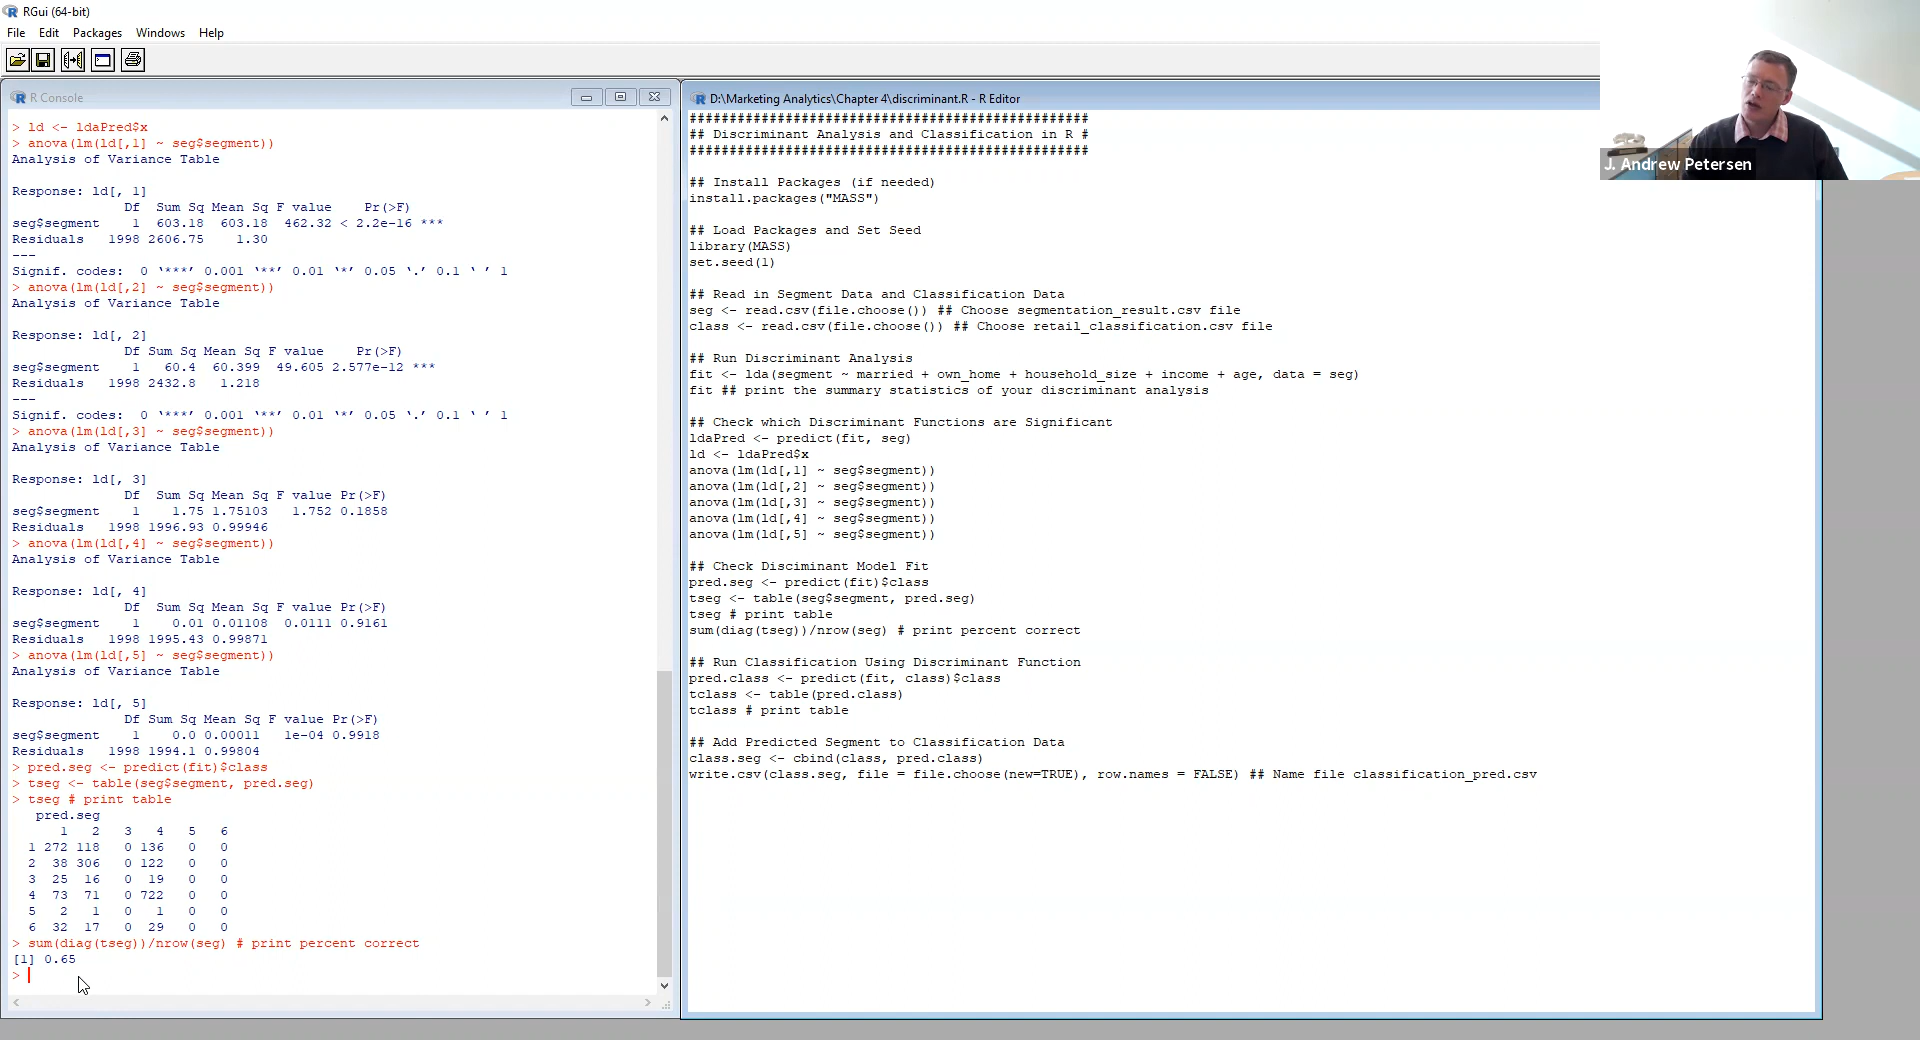 RGui (64-bit)
File Edit Packages Windows Help
R Console
> ld <- ldaPred$x
> anova(lm(ld[,1] ~ seg$segment))
Analysis of Variance Table
Response: ld[, 1]
Df Sum Sq Mean Sq F value Pr(>F)
seg$segment 1 603.18 603.18 462.32 < 2.2e-16 ***
Residuals 1998 2606.75 1.30
---
Signif. codes: 0 ‘***’ 0.001 ‘**’ 0.01 ‘*’ 0.05 ‘.’ 0.1 ‘ ’ 1
> anova(lm(ld[,2] ~ seg$segment))
Analysis of Variance Table
Response: ld[, 2]
Df Sum Sq Mean Sq F value Pr(>F)
seg$segment 1 60.4 60.399 49.605 2.577e-12 ***
Residuals 1998 2432.8 1.218
---
Signif. codes: 0 ‘***’ 0.001 ‘**’ 0.01 ‘*’ 0.05 ‘.’ 0.1 ‘ ’ 1
> anova(lm(ld[,3] ~ seg$segment))
Analysis of Variance Table
Response: ld[, 3]
Df Sum Sq Mean Sq F value Pr(>F)
seg$segment 1 1.75 1.75103 1.752 0.1858
Residuals 1998 1996.93 0.99946
> anova(lm(ld[,4] ~ seg$segment))
Analysis of Variance Table
Response: ld[, 4]
Df Sum Sq Mean Sq F value Pr(>F)
seg$segment 1 0.01 0.01108 0.0111 0.9161
Residuals 1998 1995.43 0.99871
> anova(lm(ld[,5] ~ seg$segment))
Analysis of Variance Table
Response: ld[, 5]
Df Sum Sq Mean Sq F value Pr(>F)
seg$segment 1 0.0 0.00011 1e-04 0.9918
Residuals 1998 1994.1 0.99804
> pred.seg <- predict(fit)$class
> tseg <- table(seg$segment, pred.seg)
> tseg # print table
pred.seg
1 2 3 4 5 6
1 272 118 0 136 0 0
2 38 306 0 122 0 0
3 25 16 0 19 0 0
4 73 71 0 722 0 0
5 2 1 0 1 0 0
6 32 17 0 29 0 0
> sum(diag(tseg))/nrow(seg) # print percent correct
[1] 0.65
>
D:\Marketing Analytics\Chapter 4\discriminant.R - R Editor
##################################################
## Discriminant Analysis and Classification in R #
##################################################
## Install Packages (if needed)
install.packages("MASS")
## Load Packages and Set Seed
library(MASS)
set.seed(1)
## Read in Segment Data and Classification Data
seg <- read.csv(file.choose()) ## Choose segmentation_result.csv file
class <- read.csv(file.choose()) ## Choose retail_classification.csv file
## Run Discriminant Analysis
fit <- lda(segment ~ married + own_home + household_size + income + age, data = seg)
fit ## print the summary statistics of your discriminant analysis
## Check which Discriminant Functions are Significant
ldaPred <- predict(fit, seg)
ld <- ldaPred$x
anova(lm(ld[,1] ~ seg$segment))
anova(lm(ld[,2] ~ seg$segment))
anova(lm(ld[,3] ~ seg$segment))
anova(lm(ld[,4] ~ seg$segment))
anova(lm(ld[,5] ~ seg$segment))
## Check Disciminant Model Fit
pred.seg <- predict(fit)$class
tseg <- table(seg$segment, pred.seg)
tseg # print table
sum(diag(tseg))/nrow(seg) # print percent correct
## Run Classification Using Discriminant Function
pred.class <- predict(fit, class)$class
tclass <- table(pred.class)
tclass # print table
## Add Predicted Segment to Classification Data
class.seg <- cbind(class, pred.class)
write.csv(class.seg, file = file.choose(new=TRUE), row.names = FALSE) ## Name file classification_pred.csv
J. Andrew Petersen